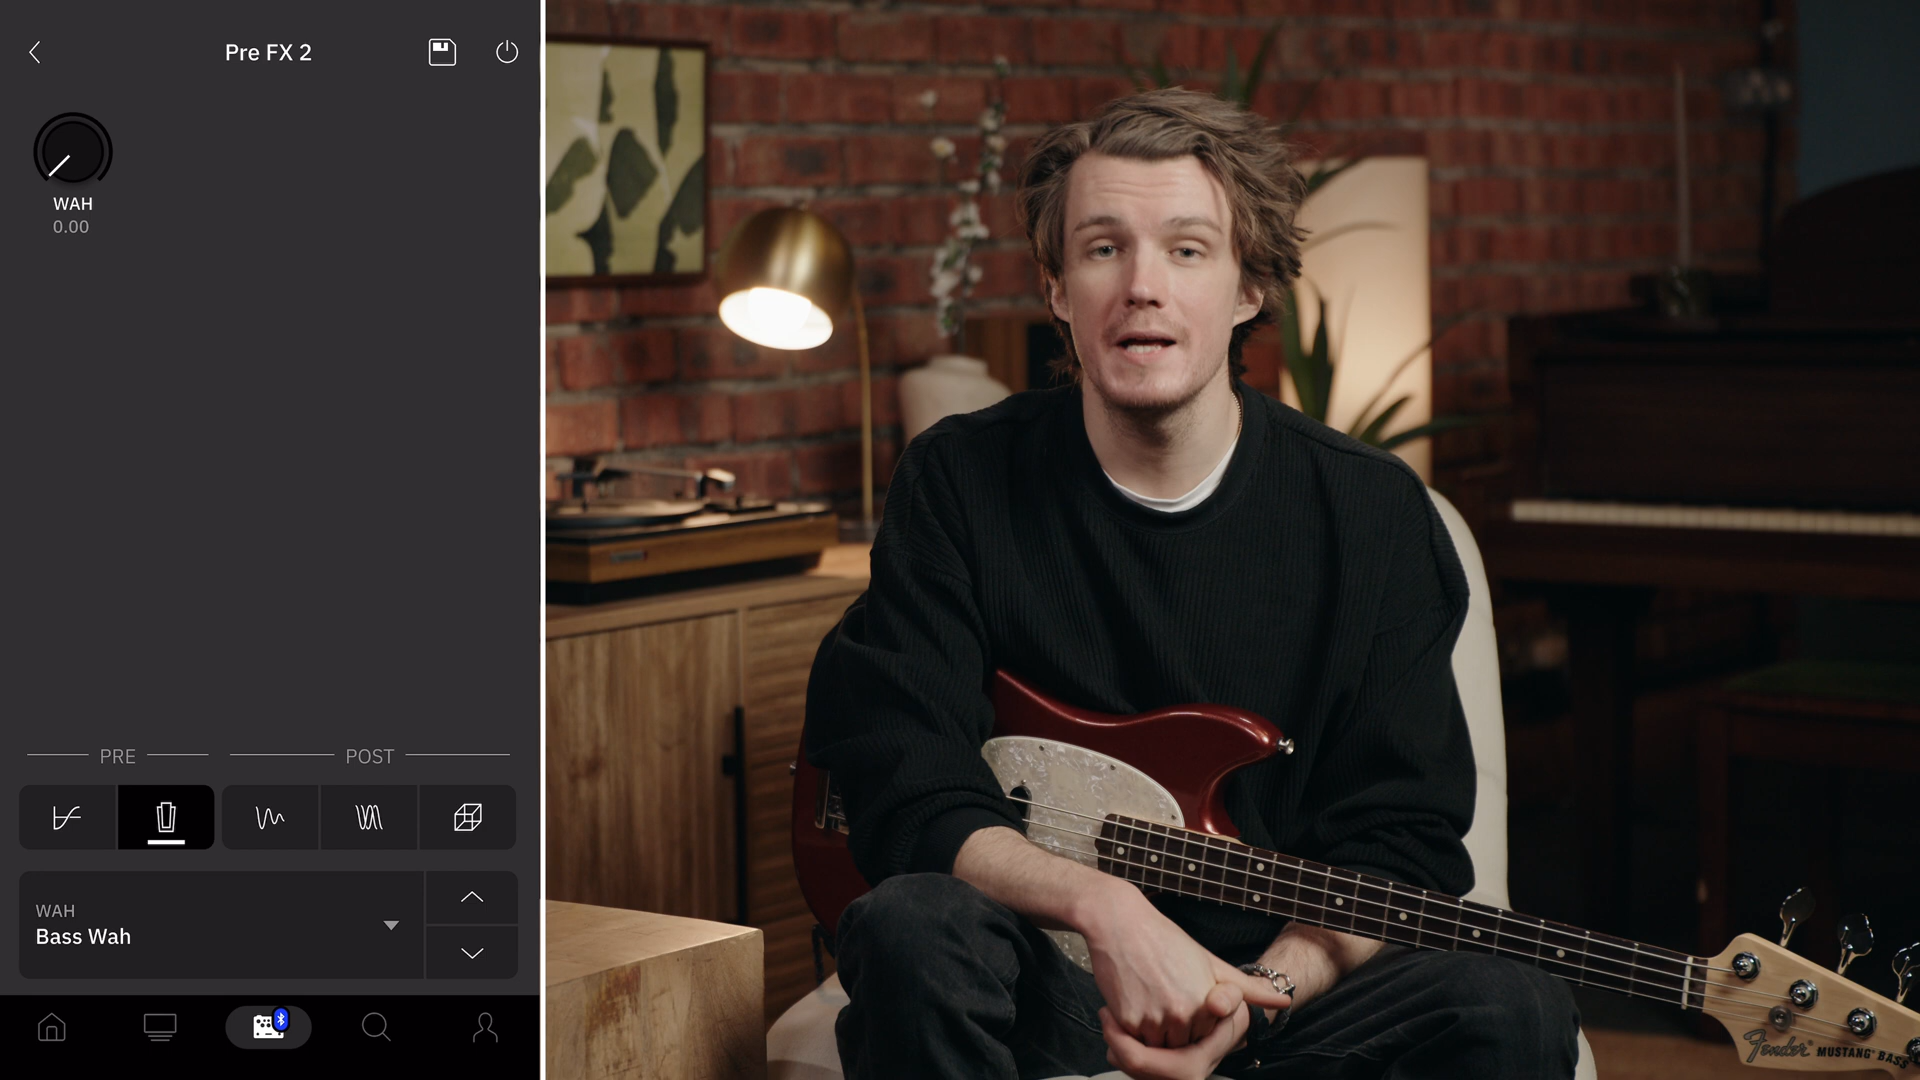 Pre FX 2
WAH
0.00
PRE
POST
WAH
Bass Wah
Fender MUSTANG BASS